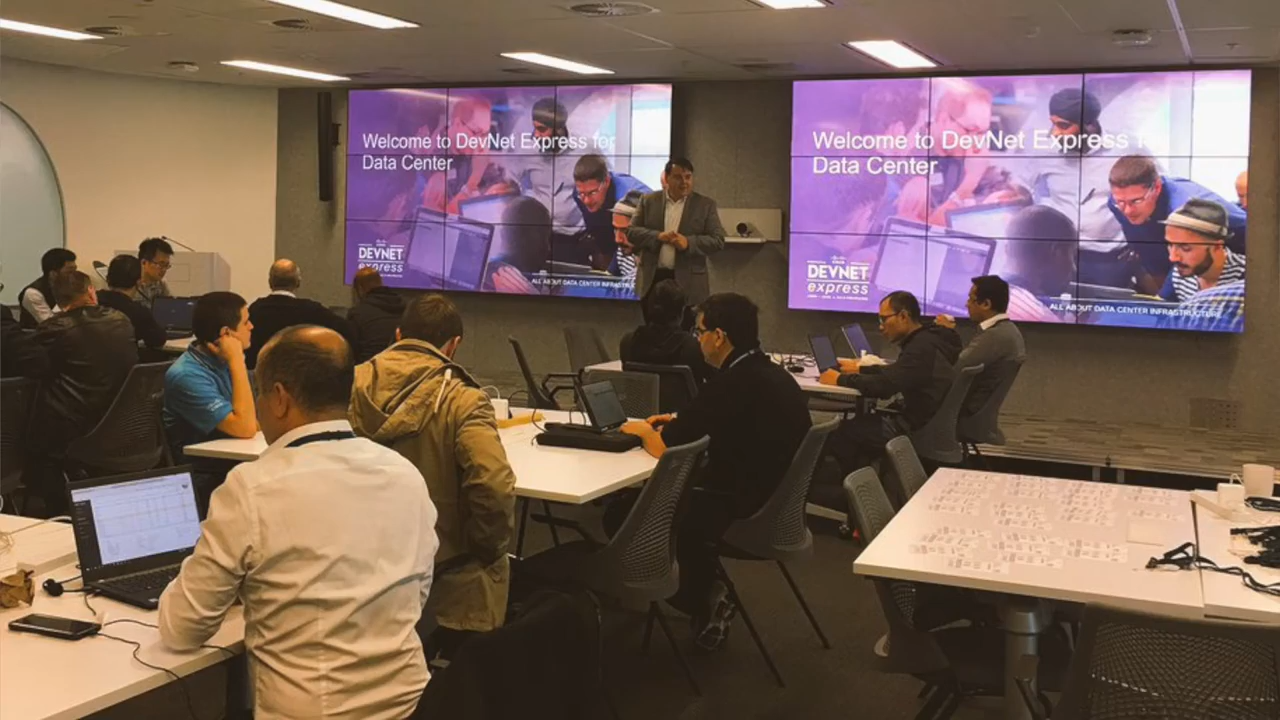 Welcome to DevNet Express for
Data Center
DEVNET
express
ALL ABOUT DATA CENTER INFRASTRUCTURE
Welcome to DevNet Express f
Data Center
CISCO
DEVNET
express
ALL ABOUT DATA CENTER INFRASTRUCTURE